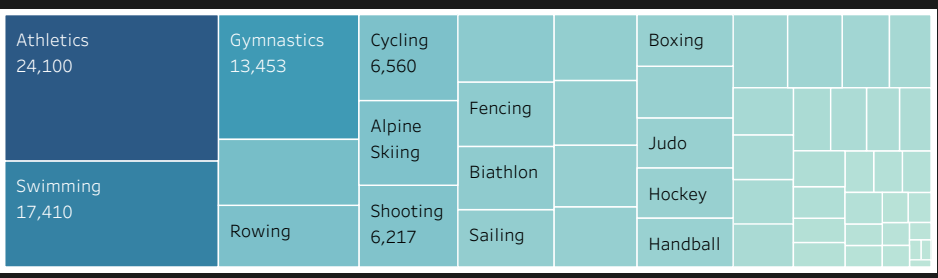 Athletics
24,100
Swimming
17,410
Gymnastics
13,453
Rowing
Cycling
6,560
Alpine
Skiing
Shooting
6,217
Fencing
Biathlon
Sailing
Boxing
Judo
Hockey
Handball